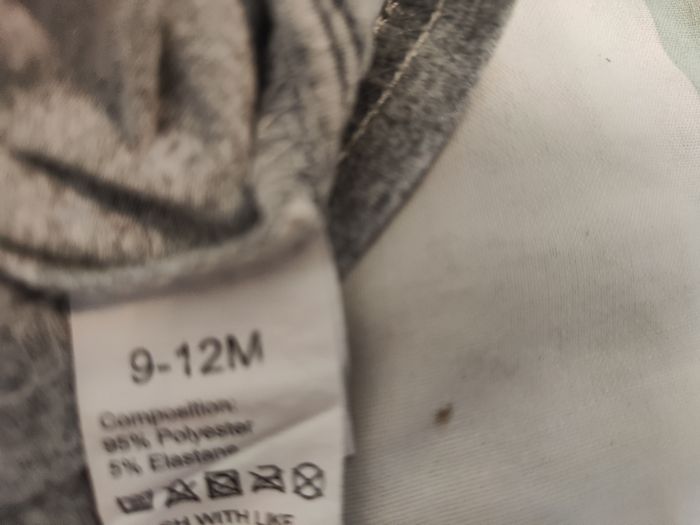 9-12M
Composition:
95% Polyester
5% Elastane
WITH LIKE